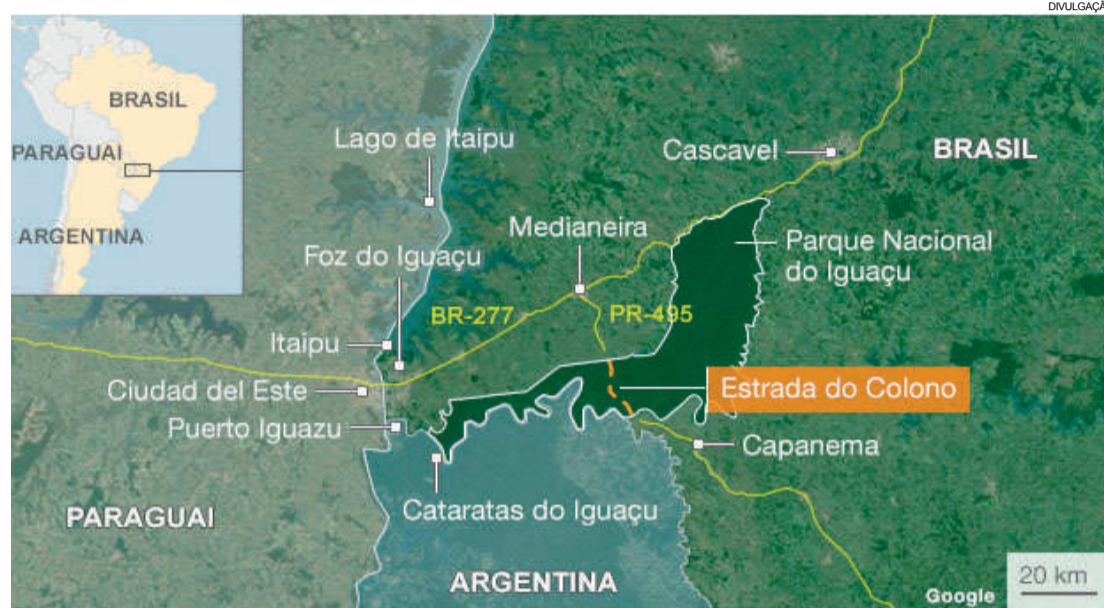 DIVULGAÇÃ
BRASIL
PARAGUAI
ARGENTINA
Lago de Itaipu
Cascavel
BRASIL
Medianeira
Foz do Iguaçu
Parque Nacional
do Iguaçu
BR-277
PR-495
Itaipu
Ciudad del Este
Estrada do Colono
Puerto Iguazu
Capanema
Cataratas do Iguaçu
PARAGUAI
ARGENTINA
20 km
Google